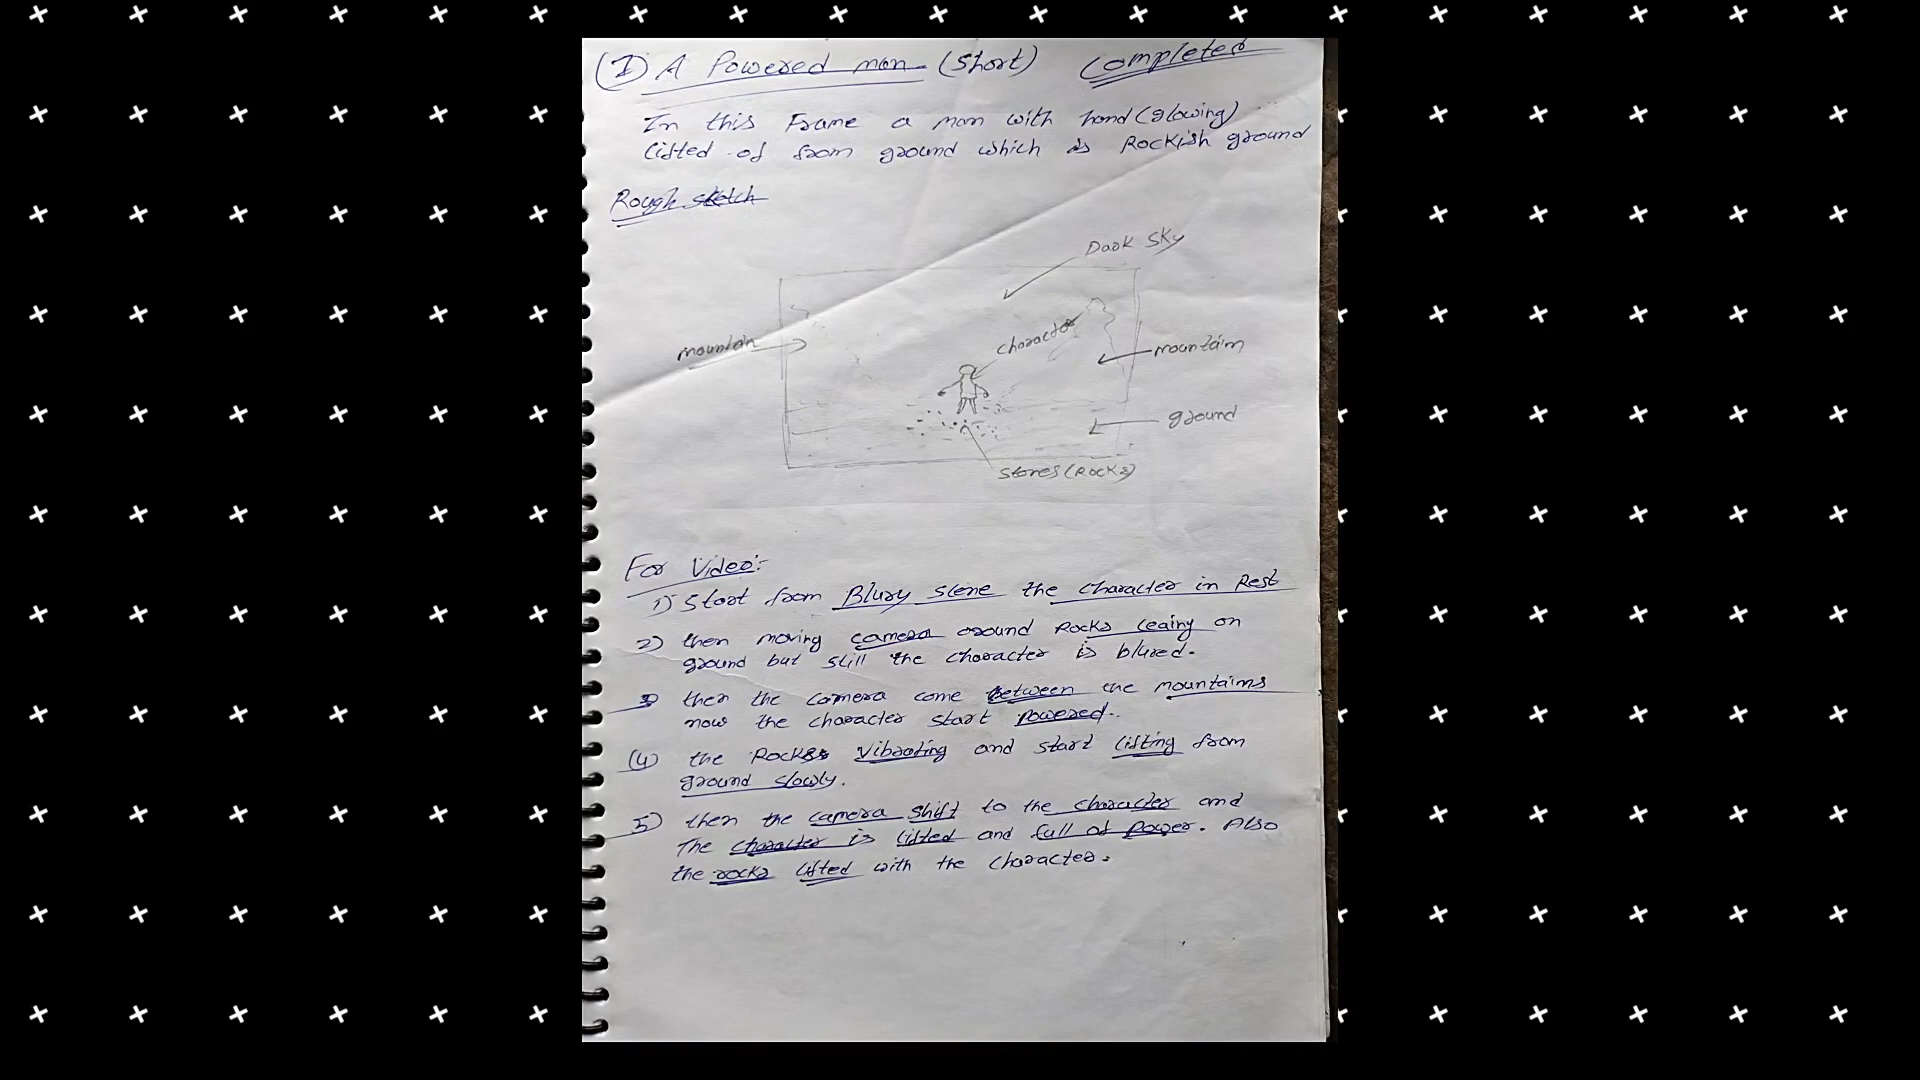 (I) A Powered man (short) Completed
In this Frame a man with hand (glowing)
lifted of from ground which is Rockish ground
Rough sketch
Dark Sky
character
mountain
mountain
ground
Stones (Rocks)
For Video:-
1) Start from Blury scene the character in Rest
2) then moving camera around Rocks leaing on
ground but still the character is blured.
3) then the camera come between the mountaims
now the character start powered..
(4) the Rocks vibrating and start lifting from
ground slowly.
5) then the camera shift to the character and
The character is lifted and full of power. Also
the rocks lifted with the character.